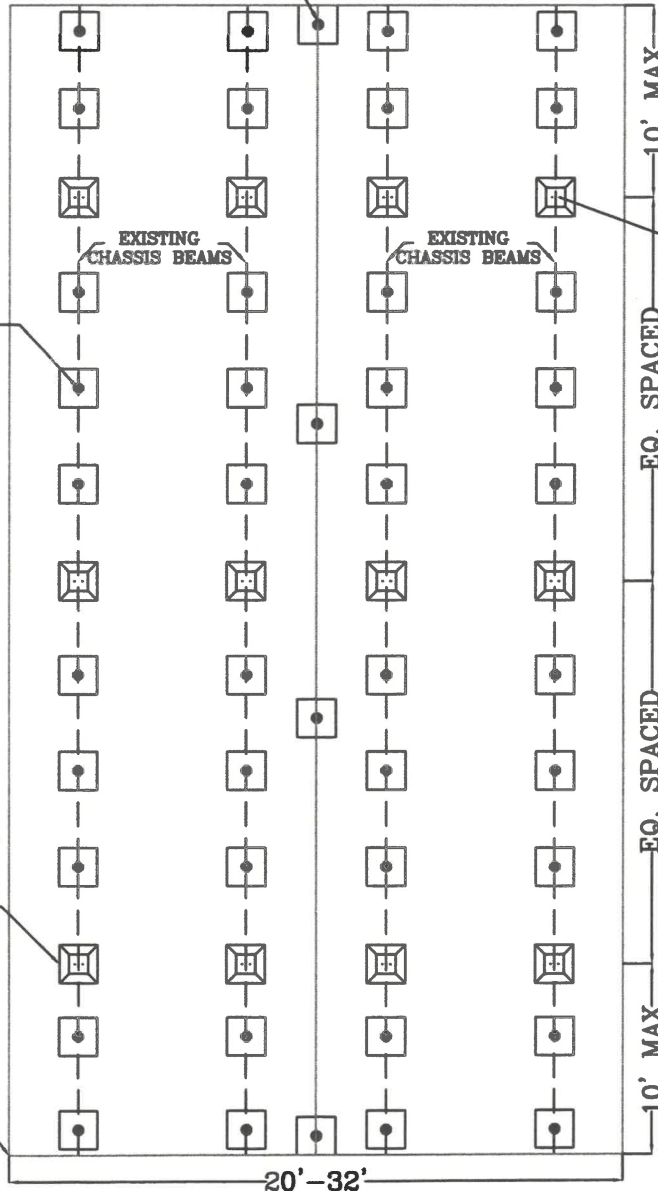 10' MAX
EXISTING
CHASSIS BEAMS
EXISTING
CHASSIS BEAMS
EQ. SPACED
EQ. SPACED
10' MAX
20'-32'